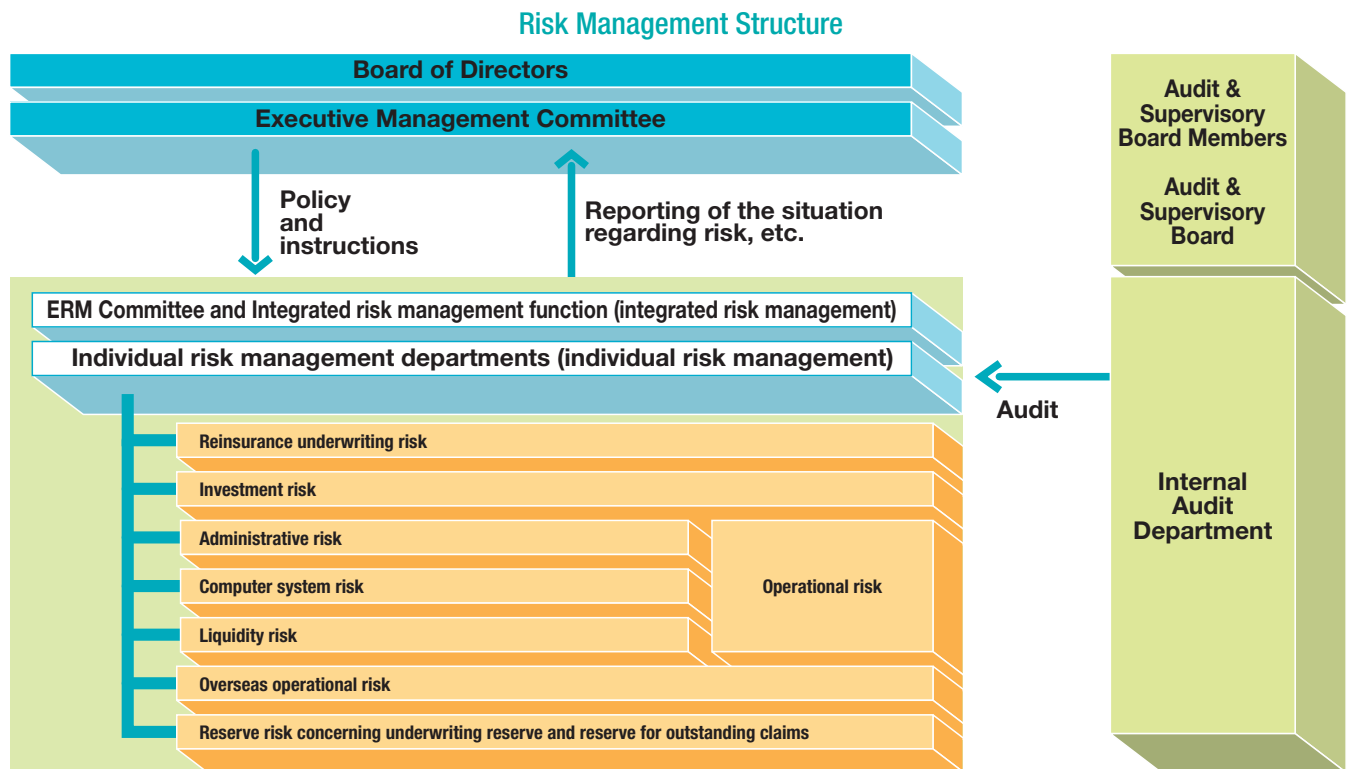 Risk Management Structure
Board of Directors
Executive Management Committee
Policy
and
instructions
Reporting of the situation
regarding risk, etc.
ERM Committee and Integrated risk management function (integrated risk management)
Individual risk management departments (individual risk management)
Reinsurance underwriting risk
Investment risk
Administrative risk
Computer system risk
Liquidity risk
Operational risk
Overseas operational risk
Reserve risk concerning underwriting reserve and reserve for outstanding claims
Audit
Audit &
Supervisory
Board Members
Audit &
Supervisory
Board
Internal
Audit
Department